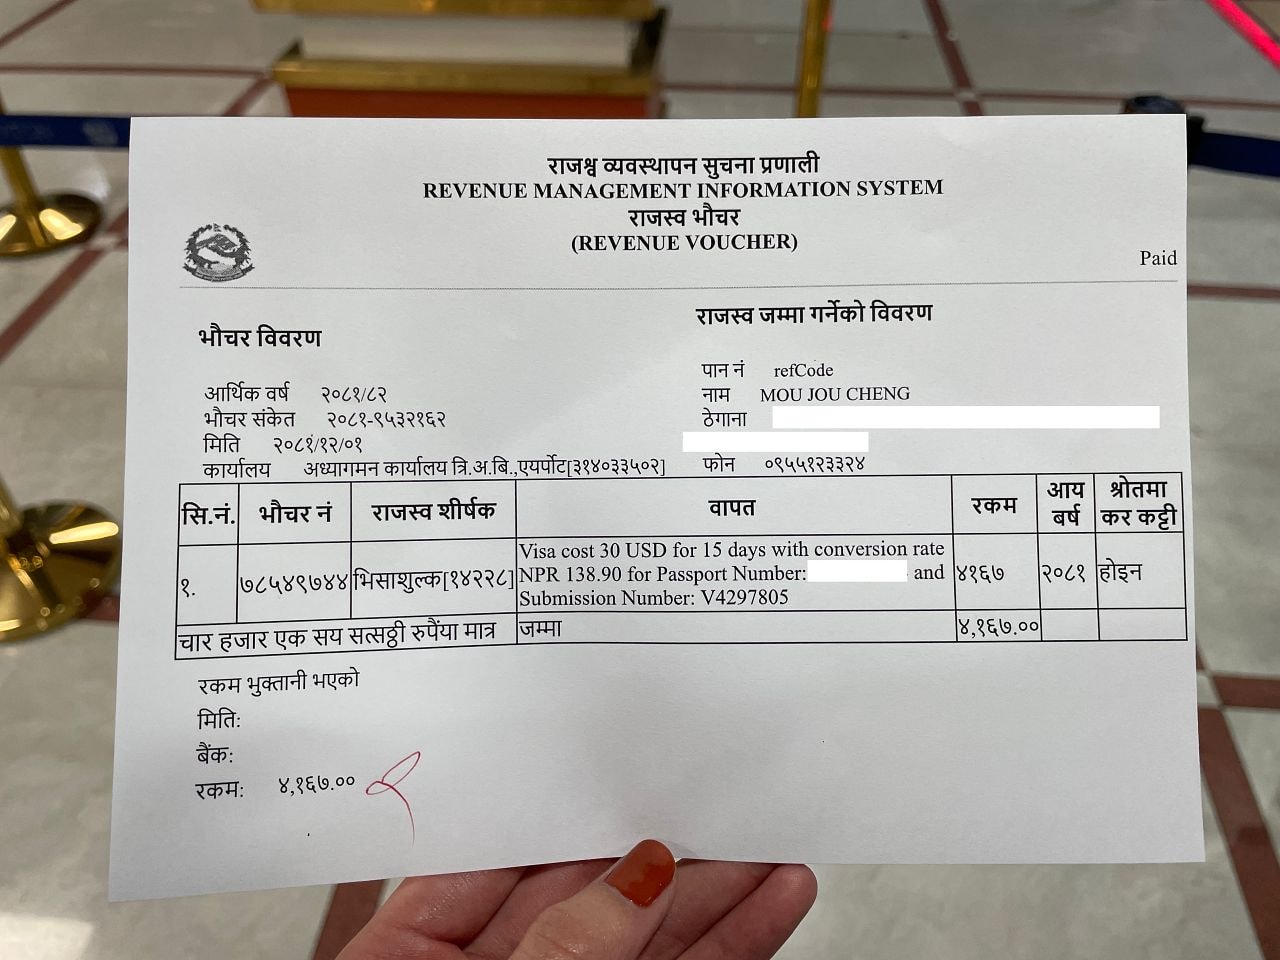 राजश्व व्यवस्थापन सुचना प्रणाली
REVENUE MANAGEMENT INFORMATION SYSTEM
राजस्व भौचर
(REVENUE VOUCHER)
Paid
भौचर विवरण
आर्थिक वर्ष २०८१/८२
भौचर संकेत २०८१-९५३२१६२
मिति २०८१/१२/०१
कार्यालय अध्यागमन कार्यालय त्रि.अ.बि.,एयर्पोट[३१४०३३५०२]
राजस्व जम्मा गर्नेको विवरण
पान नं refCode
नाम MOU JOU CHENG
ठेगाना
फोन ०९५५१२३३२४
सि.नं. भौचर नं राजस्व शीर्षक वापत रकम आय बर्ष श्रोतमा कर कट्टी
१. ७८५४९७४४ भिसाशुल्क[१४२२८] Visa cost 30 USD for 15 days with conversion rate
NPR 138.90 for Passport Number: and
Submission Number: V4297805 ४१६७ २०८१ होइन
चार हजार एक सय सत्सठ्ठी रुपैंया मात्र जम्मा ४,१६७.००
रकम भुक्तानी भएको
मिति:
बैंक:
रकम: ४,१६७.००